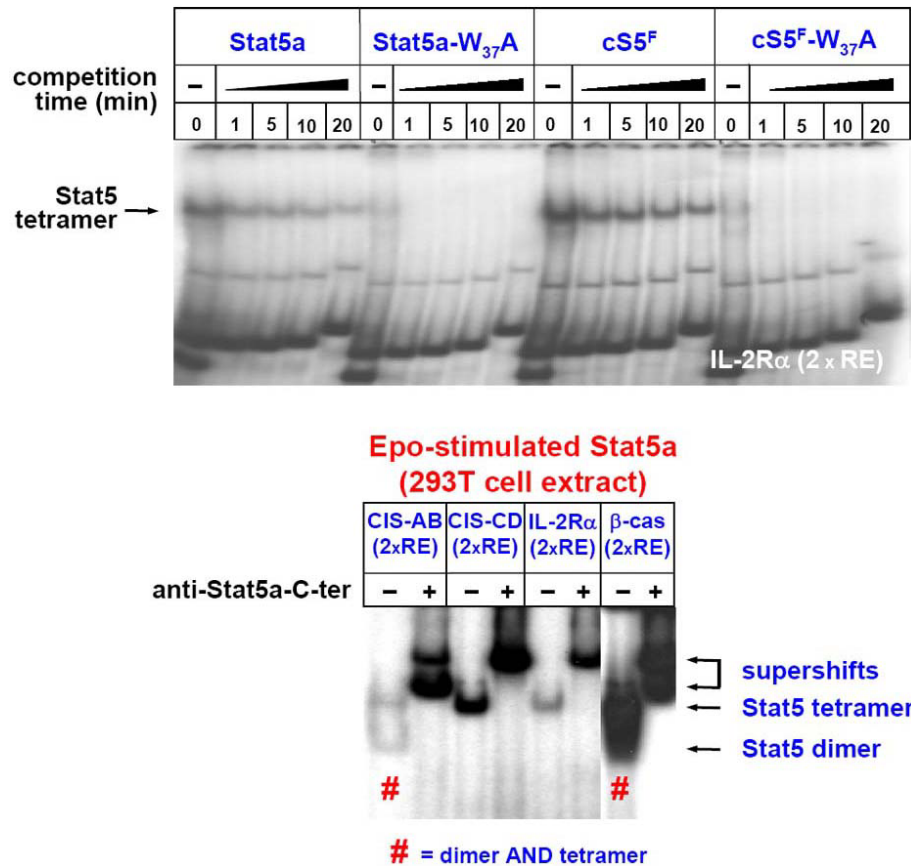 Stat5a Stat5a-W₃₇A cS5ᶠ cS5ᶠ-W₃₇A
competition
time (min)
– – – –
0 1 5 10 20 0 1 5 10 20 0 1 5 10 20 0 1 5 10 20
Stat5
tetramer
IL-2Rα (2 x RE)
Epo-stimulated Stat5a
(293T cell extract)
CIS-AB CIS-CD IL-2Rα β-cas
(2xRE) (2xRE) (2xRE) (2xRE)
anti-Stat5a-C-ter – + – + – + – +
supershifts
Stat5 tetramer
Stat5 dimer
# #
# = dimer AND tetramer